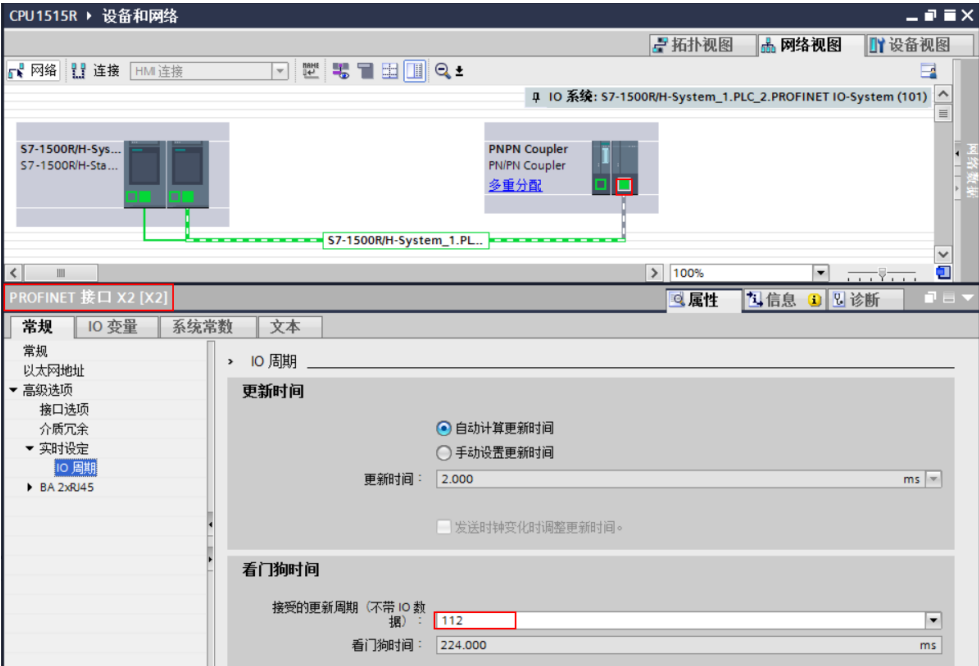 CPU1515R ▸ 设备和网络
拓扑视图 网络视图 设备视图
网络 连接 HMI 连接
IO 系统: S7-1500R/H-System_1.PLC_2.PROFINET IO-System (101)
S7-1500R/H-Sys...
S7-1500R/H-Sta...
PNPN Coupler
PN/PN Coupler
多重分配
S7-1500R/H-System_1.PL...
网络数据
100%
PROFINET 接口 X2 [X2]
属性 信息 诊断
常规 IO 变量 系统常数 文本
常规
以太网地址
高级选项
接口选项
介质冗余
实时设定
IO 周期
BA 2xRJ45
IO 周期
更新时间
自动计算更新时间
手动设置更新时间
更新时间： 2.000 ms
发送时钟变化时调整更新时间。
看门狗时间
接受的更新周期（不带 IO 数
据）： 112
看门狗时间： 224.000 ms